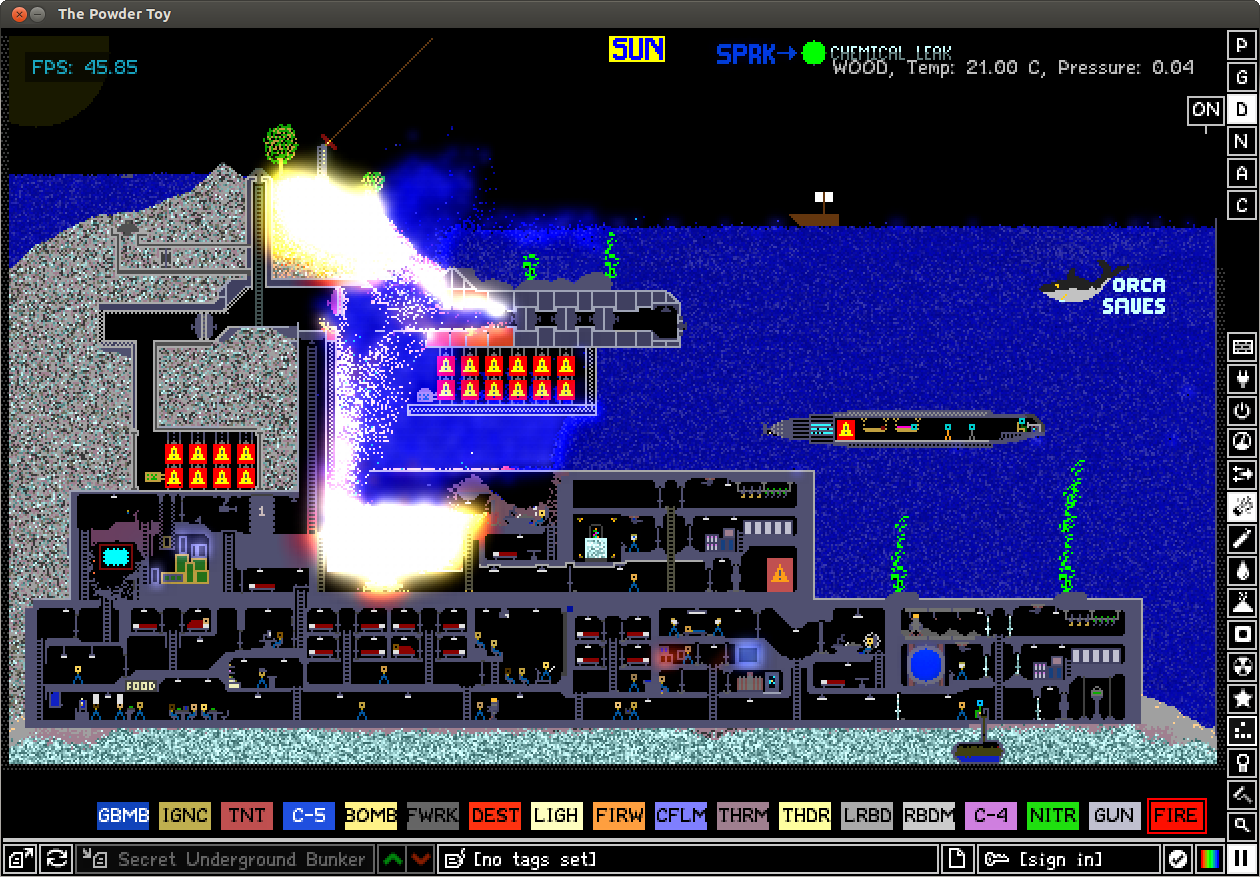 The Powder Toy
SUN
SPRK→ CHEMICAL LEAK
FPS: 45.85
WOOD, Temp: 21.00 C, Pressure: 0.04
P
G
ON D
N
A
C
ORCA
SAVES
1
FOOD
GBMB IGNC TNT C-5 BOMB FWRK DEST LIGH FIRW CFLM THRM THDR LRBD RBDM C-4 NITR GUN FIRE
Secret Underground Bunker [no tags set] [sign in]